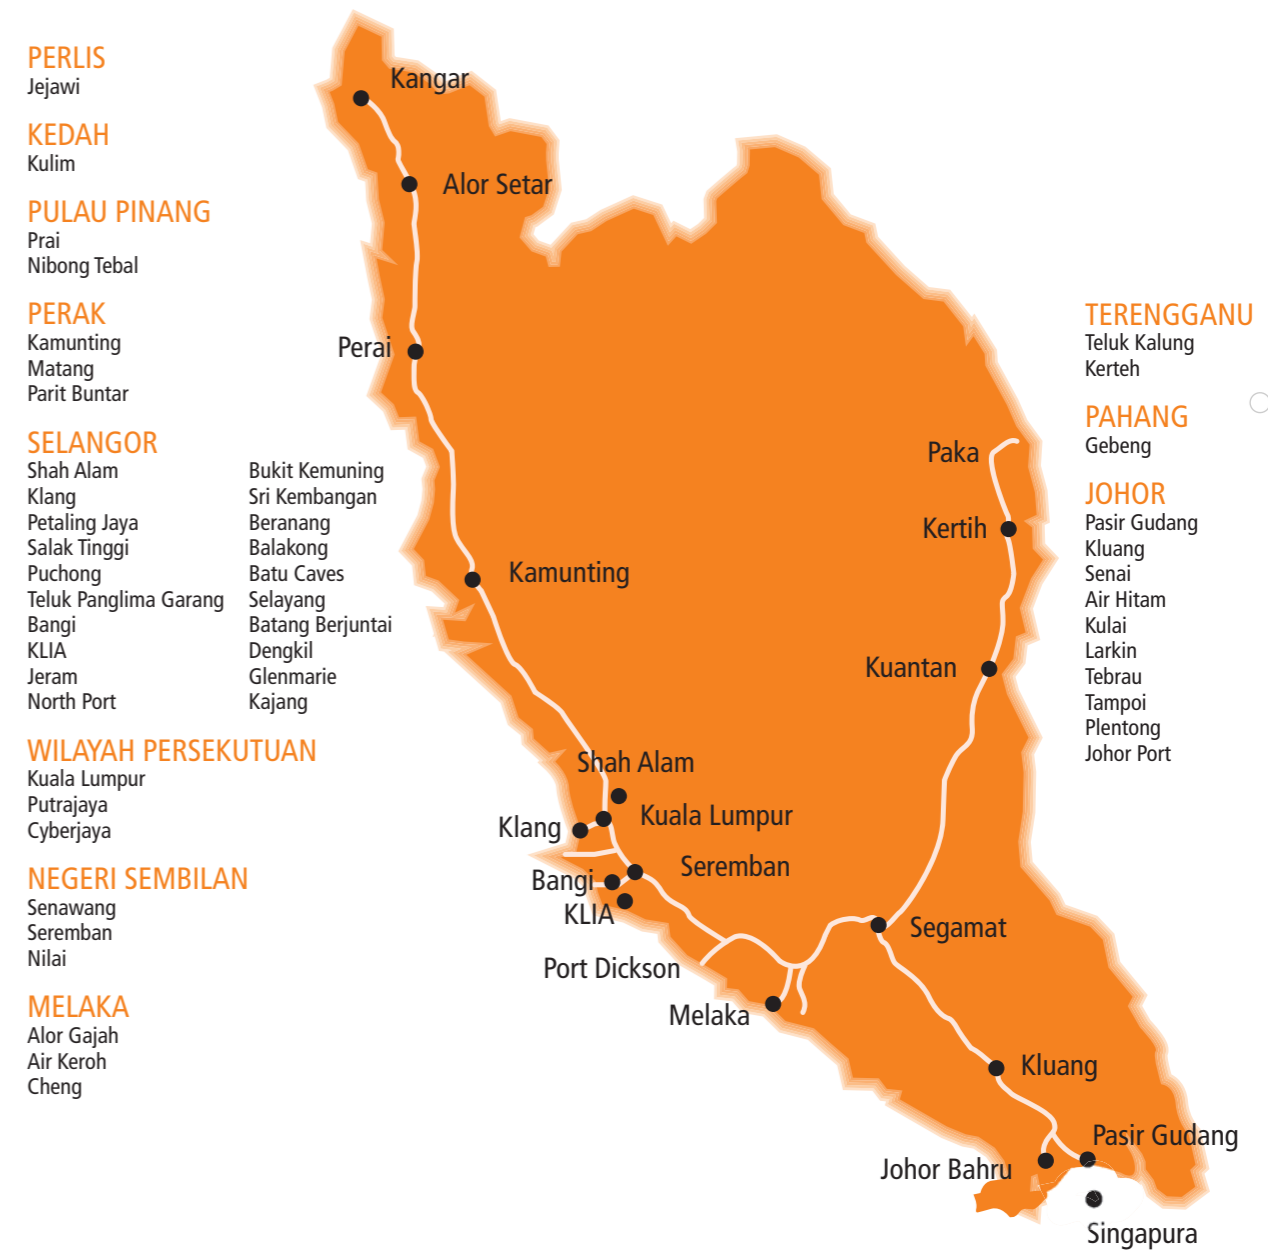 PERLIS
Jejawi
KEDAH
Kulim
PULAU PINANG
Prai
Nibong Tebal
PERAK
Kamunting
Matang
Parit Buntar
SELANGOR
Shah Alam
Klang
Petaling Jaya
Salak Tinggi
Puchong
Teluk Panglima Garang
Bangi
KLIA
Jeram
North Port
Bukit Kemuning
Sri Kembangan
Beranang
Balakong
Batu Caves
Selayang
Batang Berjuntai
Dengkil
Glenmarie
Kajang
WILAYAH PERSEKUTUAN
Kuala Lumpur
Putrajaya
Cyberjaya
NEGERI SEMBILAN
Senawang
Seremban
Nilai
MELAKA
Alor Gajah
Air Keroh
Cheng
Kangar
Alor Setar
Perai
Kamunting
Shah Alam
Kuala Lumpur
Klang
Seremban
Bangi
KLIA
Port Dickson
Melaka
Paka
Kertih
Kuantan
Segamat
Kluang
Pasir Gudang
Johor Bahru
Singapura
TERENGGANU
Teluk Kalung
Kerteh
PAHANG
Gebeng
JOHOR
Pasir Gudang
Kluang
Senai
Air Hitam
Kulai
Larkin
Tebrau
Tampoi
Plentong
Johor Port